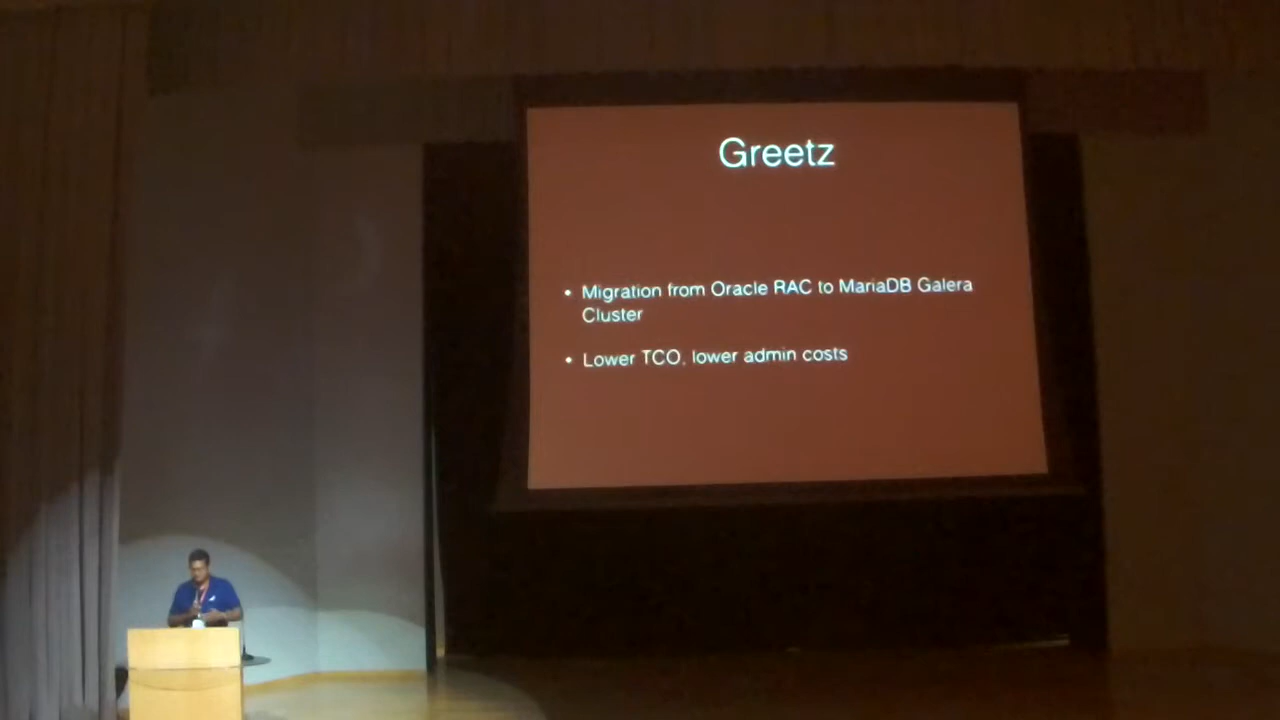 Greetz
• Migration from Oracle RAC to MariaDB Galera
Cluster
• Lower TCO, lower admin costs